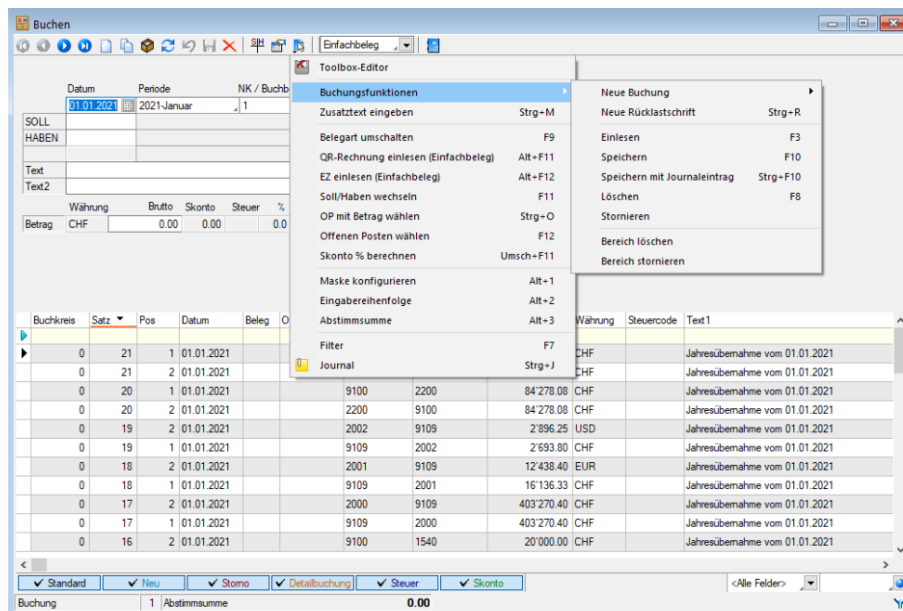 Buchen
S|H Einfachbeleg
Datum Periode NK / Buchb
01.01.2021 2021-Januar 1
SOLL
HABEN
Text
Text2
Währung Brutto Skonto Steuer %
Betrag CHF 0.00 0.00 0.0
Toolbox-Editor
Buchungsfunktionen
Zusatztext eingeben Strg+M
Belegart umschalten F9
QR-Rechnung einlesen (Einfachbeleg) Alt+F11
EZ einlesen (Einfachbeleg) Alt+F12
Soll/Haben wechseln F11
OP mit Betrag wählen Strg+O
Offenen Posten wählen F12
Skonto % berechnen Umsch+F11
Maske konfigurieren Alt+1
Eingabereihenfolge Alt+2
Abstimmsumme Alt+3
Filter F7
Journal Strg+J
Neue Buchung
Neue Rücklastschrift Strg+R
Einlesen F3
Speichern F10
Speichern mit Journaleintrag Strg+F10
Löschen F8
Stornieren
Bereich löschen
Bereich stornieren
Buchkreis Satz Pos Datum Beleg O Währung Steuercode Text1
0 21 1 01.01.2021 CHF Jahresübernahme vom 01.01.2021
0 21 2 01.01.2021 CHF Jahresübernahme vom 01.01.2021
0 20 1 01.01.2021 9100 2200 84'278.08 CHF Jahresübernahme vom 01.01.2021
0 20 2 01.01.2021 2200 9100 84'278.08 CHF Jahresübernahme vom 01.01.2021
0 19 2 01.01.2021 2002 9109 2'896.25 USD Jahresübernahme vom 01.01.2021
0 19 1 01.01.2021 9109 2002 2'693.80 CHF Jahresübernahme vom 01.01.2021
0 18 2 01.01.2021 2001 9109 12'438.40 EUR Jahresübernahme vom 01.01.2021
0 18 1 01.01.2021 9109 2001 16'136.33 CHF Jahresübernahme vom 01.01.2021
0 17 2 01.01.2021 2000 9109 403'270.40 CHF Jahresübernahme vom 01.01.2021
0 17 1 01.01.2021 9109 2000 403'270.40 CHF Jahresübernahme vom 01.01.2021
0 16 2 01.01.2021 9100 1540 20'000.00 CHF Jahresübernahme vom 01.01.2021
Standard Neu Storno Detailbuchung Steuer Skonto <Alle Felder>
Buchung 1 Abstimmsumme 0.00